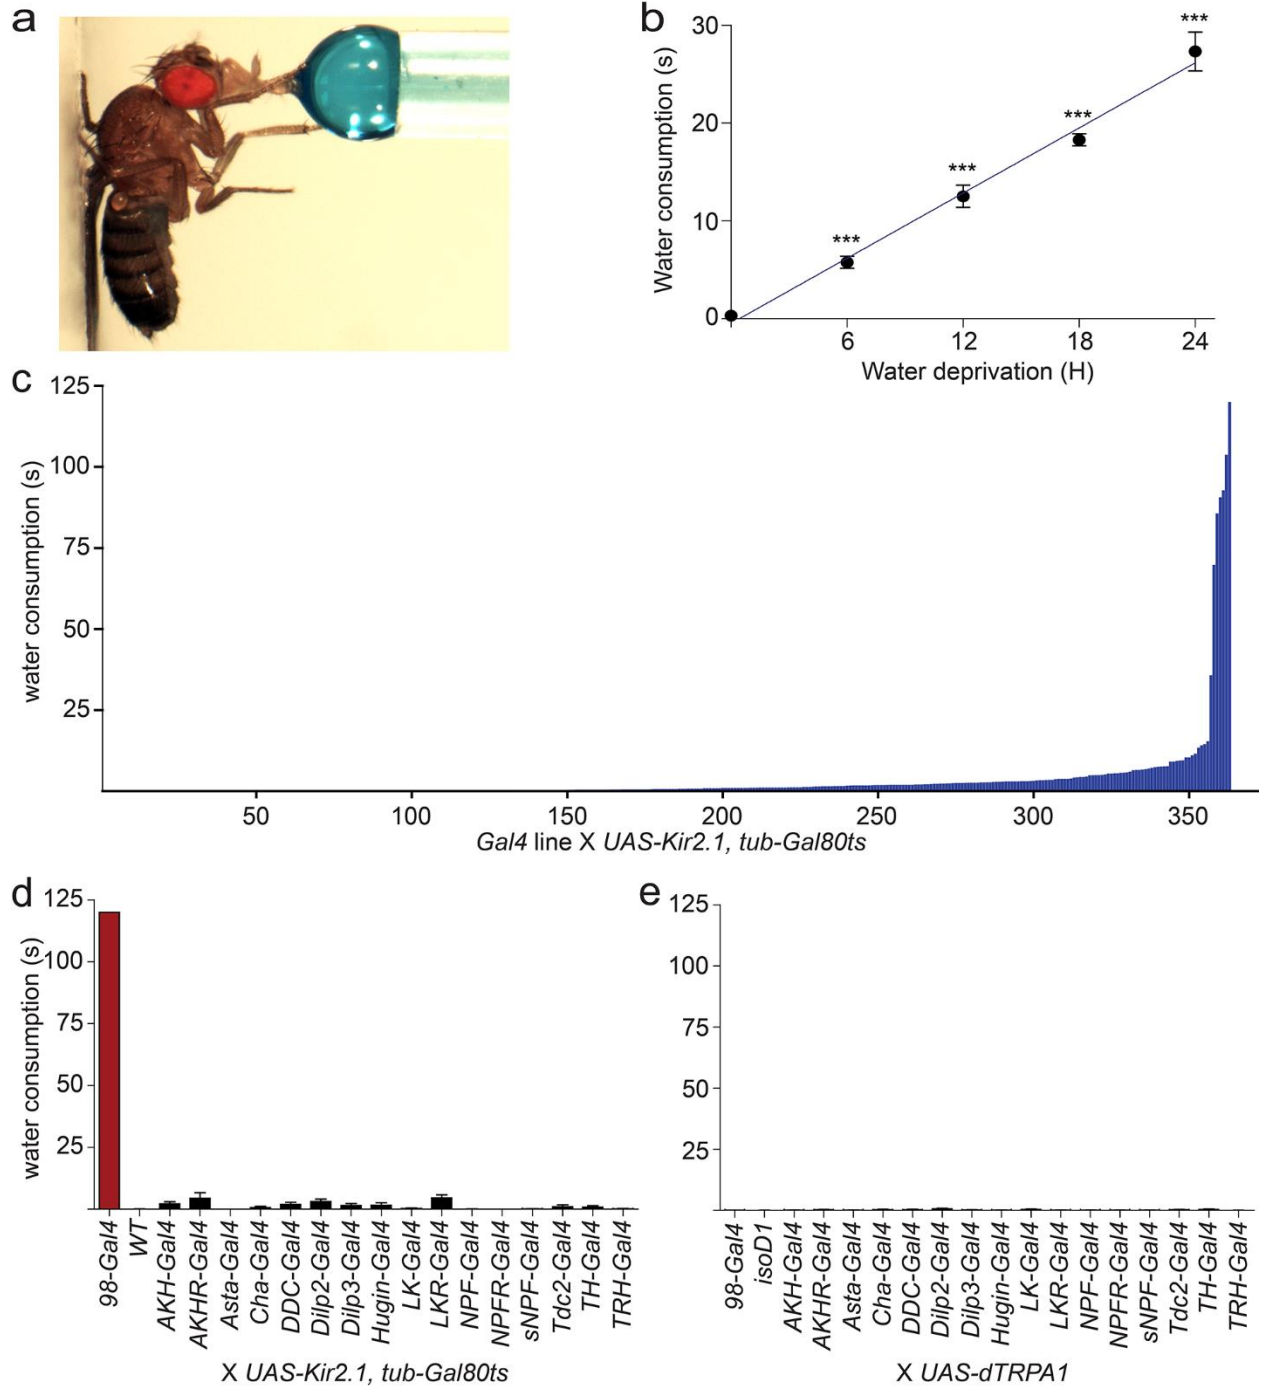 a
b
30
20
10
0
Water consumption (s)
***
***
***
***
6 12 18 24
Water deprivation (H)
c
125
100
75
50
25
water consumption (s)
50 100 150 200 250 300 350
Gal4 line X UAS-Kir2.1, tub-Gal80ts
d
125
100
75
50
25
water consumption (s)
98-Gal4
WT
AKH-Gal4
AKHR-Gal4
Asta-Gal4
Cha-Gal4
DDC-Gal4
Dilp2-Gal4
Dilp3-Gal4
Hugin-Gal4
LK-Gal4
LKR-Gal4
NPF-Gal4
NPFR-Gal4
sNPF-Gal4
Tdc2-Gal4
TH-Gal4
TRH-Gal4
X UAS-Kir2.1, tub-Gal80ts
e
125
100
75
50
25
98-Gal4
isoD1
AKH-Gal4
AKHR-Gal4
Asta-Gal4
Cha-Gal4
DDC-Gal4
Dilp2-Gal4
Dilp3-Gal4
Hugin-Gal4
LK-Gal4
LKR-Gal4
NPF-Gal4
NPFR-Gal4
sNPF-Gal4
Tdc2-Gal4
TH-Gal4
TRH-Gal4
X UAS-dTRPA1